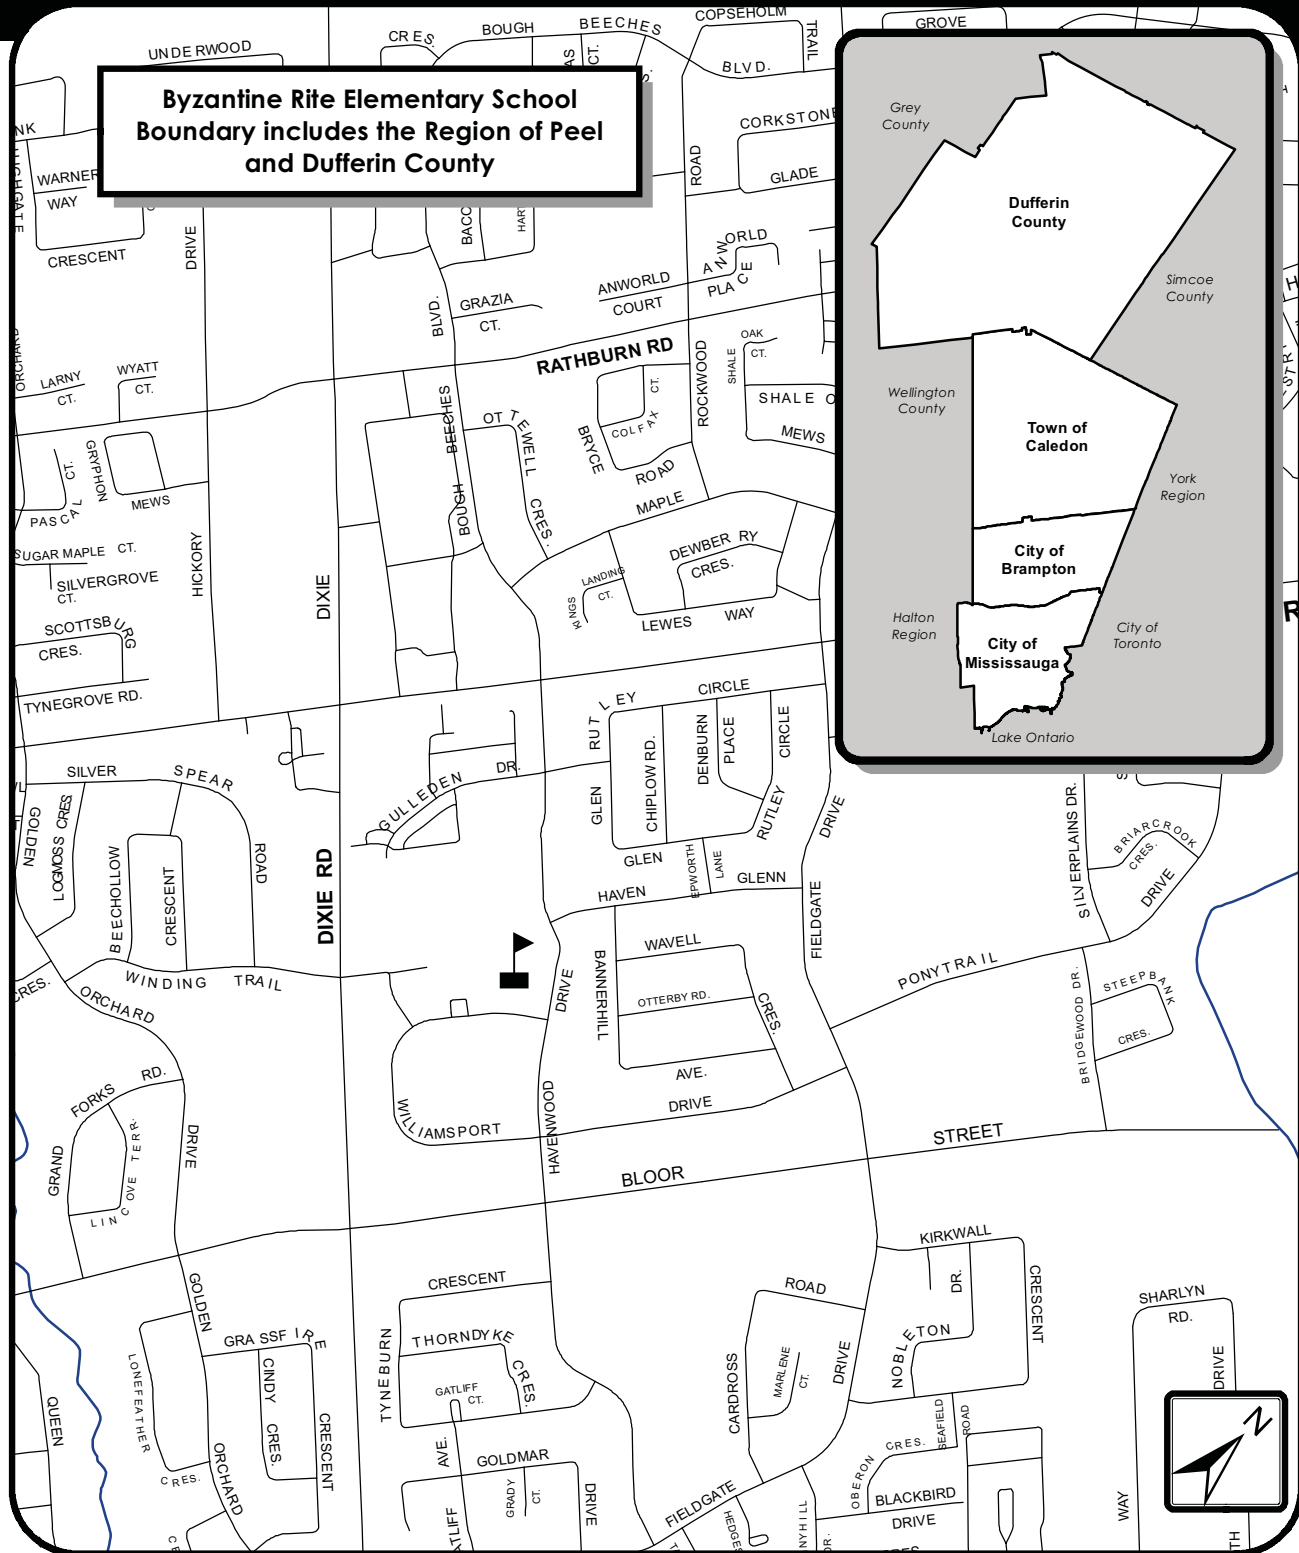 Byzantine Rite Elementary School
Boundary includes the Region of Peel
and Dufferin County
UNDERWOOD
CRES.
BOUGH
BEECHES
CT.
COPSEHOLM
TRAIL
BLVD.
GROVE
CORKSTONE
GLADE
ROAD
WARNER
WAY
CRESCENT
DRIVE
BLVD.
GRAZIA
CT.
ANWORLD
COURT
ANWORLD
PLACE
RATHBURN RD
OAK
CT.
SHALE
SHALE O
MEWS
ROCKWOOD
ORCHARD
LARNY
CT.
WYATT
CT.
GRYPHON
MEWS
PASCAL
CT.
SUGAR MAPLE CT.
SILVERGROVE
CT.
SCOTTSBURG
CRES.
TYNEGROVE RD.
HICKORY
DIXIE
BEECHES
BOUGH
OTTEWELL
CRES.
BRYCE
ROAD
COLFAX
CT.
MAPLE
DEWBERRY
CRES.
KINGS
LANDING
CT.
LEWES WAY
Grey
County
Dufferin
County
Simcoe
County
Wellington
County
Town of
Caledon
York
Region
City of
Brampton
Halton
Region
City of
Mississauga
City of
Toronto
Lake Ontario
SILVER
SPEAR
ROAD
GOLDEN
CRES
BEECHOLLOW
CRESCENT
WINDING TRAIL
DIXIE RD
GULLEDEN
DR.
RUTLEY
CIRCLE
GLEN
CHIPLOW RD.
DENBURN
PLACE
CIRCLE
RUTLEY
GLEN
EPWORTH
LANE
HAVEN
GLENN
DRIVE
FIELDGATE
WAVELL
BANNERHILL
OTTERBY RD.
CRES.
AVE.
DRIVE
DRIVE
HAVENWOOD
WILLIAMSPORT
SILVERPLAINS DR.
BRIARCROOK
CRES.
DRIVE
PONYTRAIL
BRIDGEWOOD DR.
STEEPBANK
CRES.
CRES.
ORCHARD
DRIVE
FORKS RD.
GRAND
LINCOVE TERR.
BLOOR
STREET
GOLDEN
GRASSFIRE
CINDY
CRES.
CRESCENT
LONEFEATHER
CRES.
ORCHARD
QUEEN
CRESCENT
THORNDYKE
CRES.
TYNEBURN
GATLIFF
CT.
AVE.
GOLDMAR
DRIVE
GRADY
CT.
ROAD
CARDROSS
MARLENE
CT.
DRIVE
FIELDGATE
KIRKWALL
DR.
CRESCENT
NOBLETON
SEAFIELD
ROAD
OBERON
CRES.
BLACKBIRD
DRIVE
SHARLYN
RD.
DRIVE
WAY
N